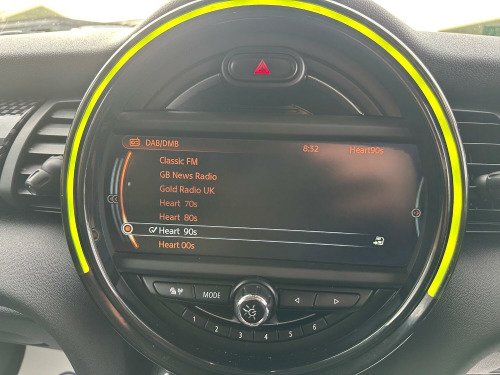 DAB/DMB 8:32 Heart90s
Classic FM
GB News Radio
Gold Radio UK
Heart 70s
Heart 80s
Heart 90s
Heart 00s
MODE
1 2 3 4 5 6